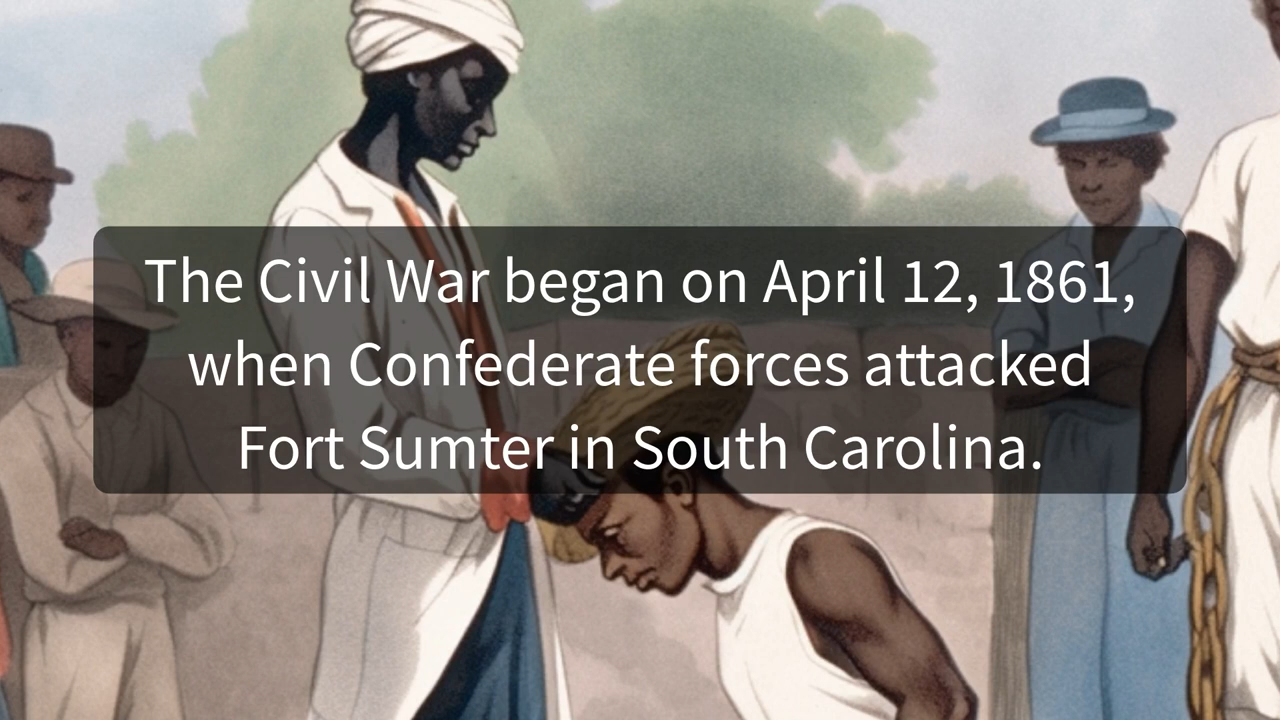 The Civil War began on April 12, 1861,
when Confederate forces attacked
Fort Sumter in South Carolina.